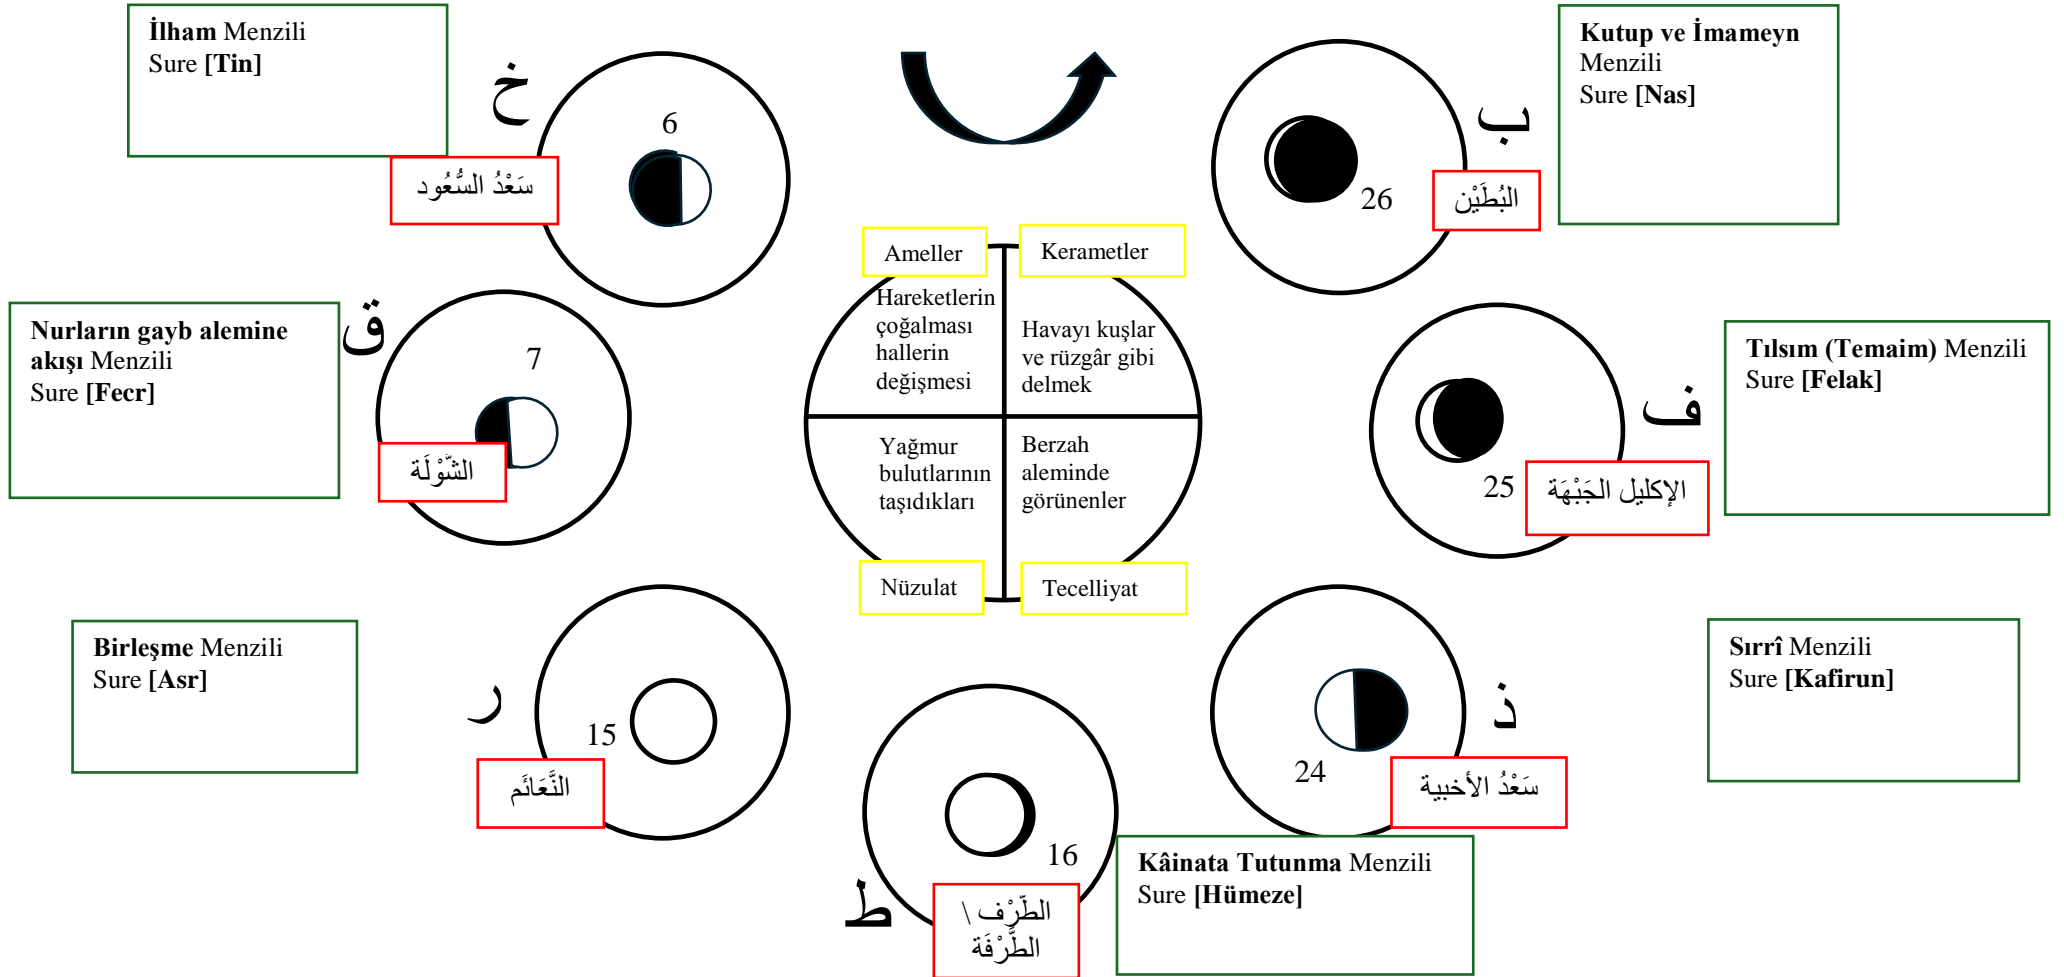 İlham Menzili
Sure [Tin]
خ
6
سَعْدُ السُّعُود
Kutup ve İmameyn
Menzili
Sure [Nas]
ب
26
البُطَيْن
Nurların gayb alemine
akışı Menzili
Sure [Fecr]
ق
7
الشَّوْلَة
Ameller
Kerametler
Hareketlerin
çoğalması
hallerin
değişmesi
Havayı kuşlar
ve rüzgâr gibi
delmek
Yağmur
bulutlarının
taşıdıkları
Berzah
aleminde
görünenler
Nüzulat
Tecelliyat
Tılsım (Temaim) Menzili
Sure [Felak]
ف
25
الإكليل الجَبْهَة
Birleşme Menzili
Sure [Asr]
ر
15
النَّعَائَم
ظ
16
الطَّرْف \
الطَّرْفَة
Kâinata Tutunma Menzili
Sure [Hümeze]
ذ
24
سَعْدُ الأخبية
Sırrî Menzili
Sure [Kafirun]